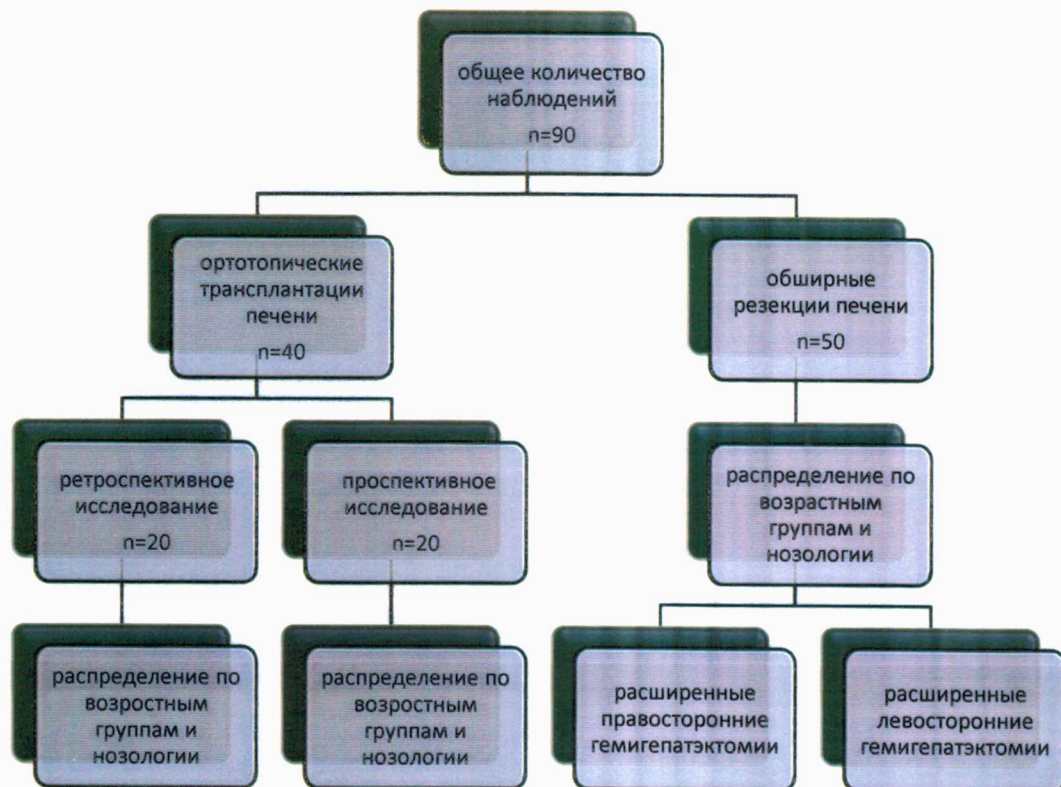 общее количество
наблюдений
n=90
ортотопические
трансплантации
печени
n=40
обширные
резекции печени
n=50
ретроспективное
исследование
n=20
проспективное
исследование
n=20
распределение по
возрастным
группам и
нозологии
распределение по
возростным
группам и
нозологии
распределение по
возростным
группам и
нозологии
расширенные
правосторонние
гемигепатэктомии
расширенные
левосторонние
гемигепатэктомии